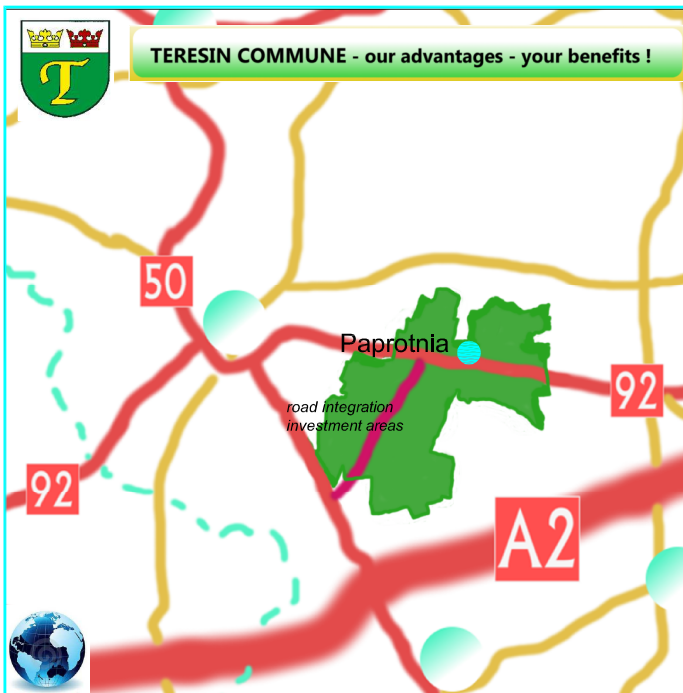 T
TERESIN COMMUNE - our advantages - your benefits !
50
Paprotnia
92
road integration
investment areas
92
A2